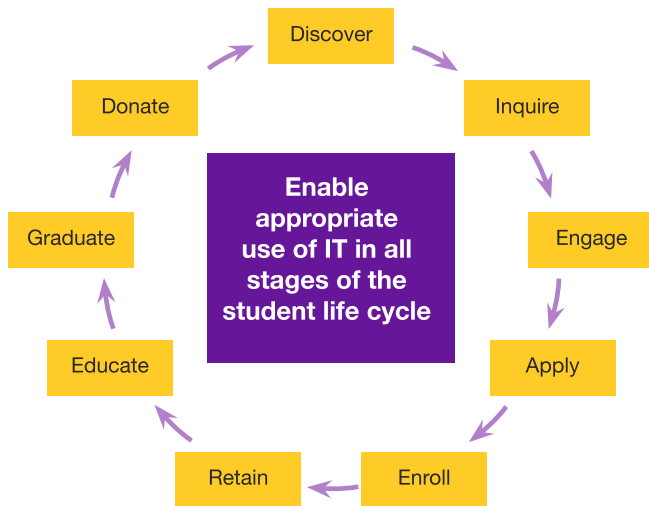 Discover
Inquire
Engage
Apply
Enroll
Retain
Educate
Graduate
Donate
Enable
appropriate
use of IT in all
stages of the
student life cycle